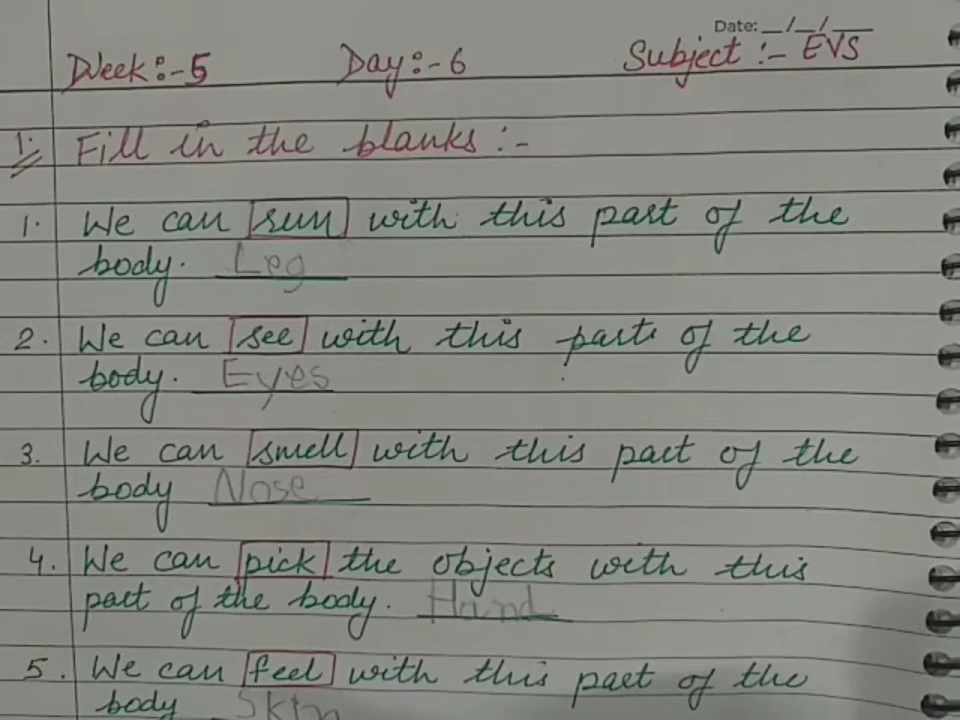 Date: __/__/____
Week:-5 Day:-6 Subject:- EVS
1. Fill in the blanks:-
1. We can run with this part of the
body. Leg
2. We can see with this part of the
body. Eyes
3. We can smell with this part of the
body Nose
4. We can pick the objects with this
part of the body. Hand
5. We can feel with this part of the
body Skin